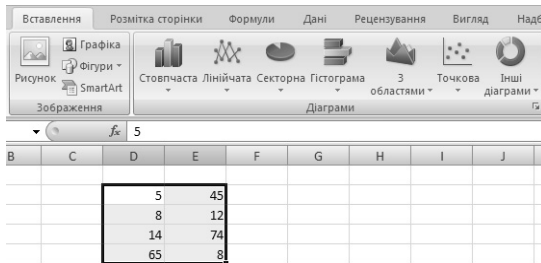 Вставлення Розмітка сторінки Формули Дані Рецензування Вигляд Надб
Рисунок
Графіка
Фігури
SmartArt
Зображення
Стовпчаста Лінійчата Секторна Гістограма З областями Точкова Інші діаграми
Діаграми
fx 5
B C D E F G H I J
5 45
8 12
14 74
65 8